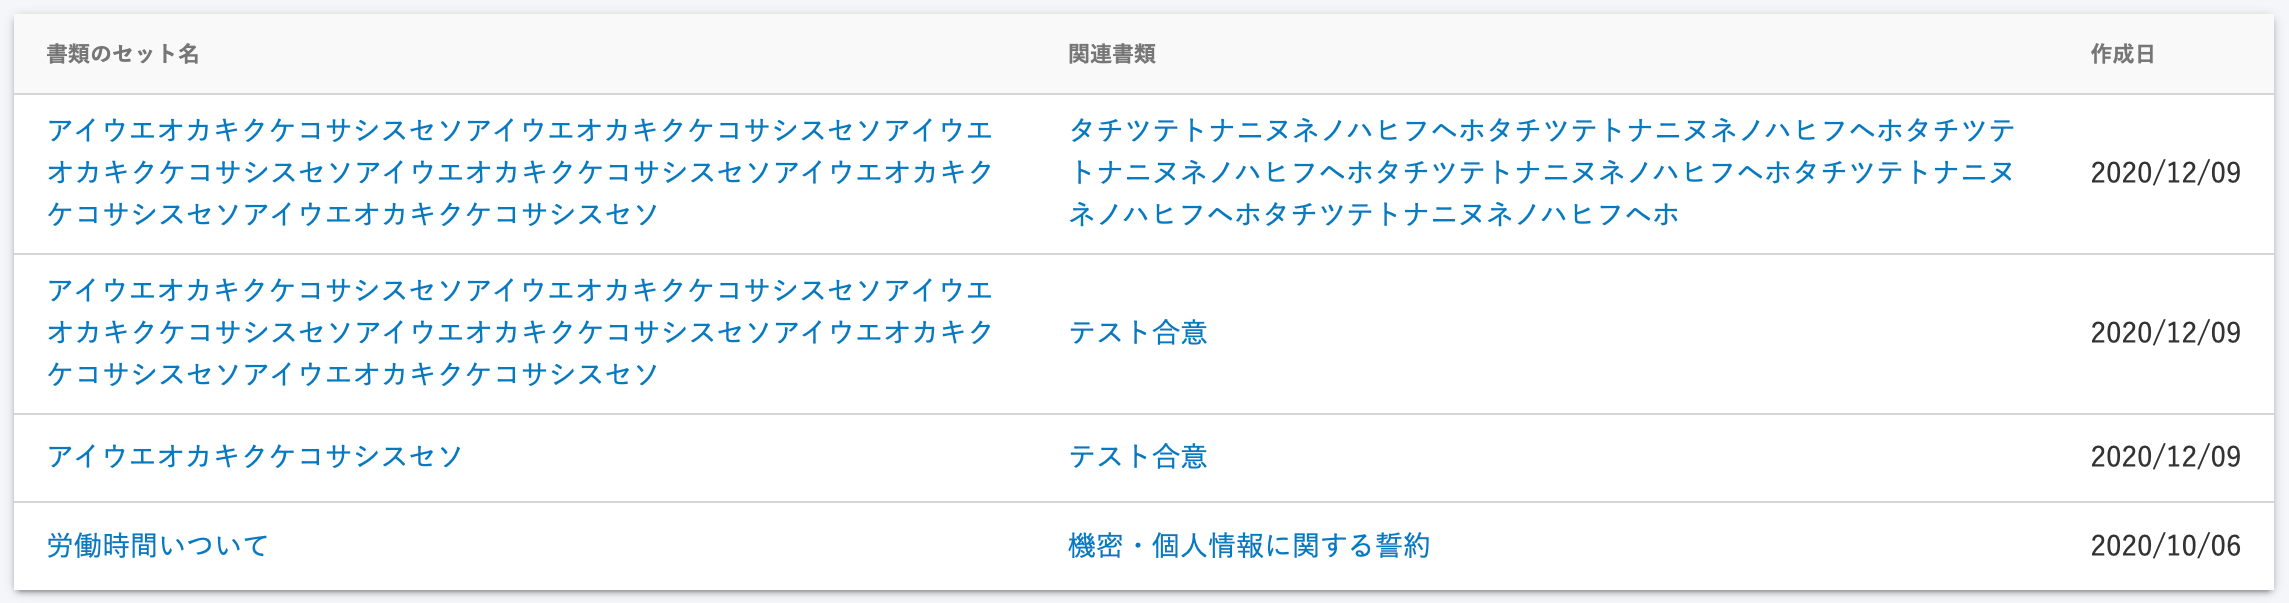 書類のセット名 関連書類 作成日
アイウエオカキクケコサシスセソアイウエオカキクケコサシスセソアイウエ
オカキクケコサシスセソアイウエオカキクケコサシスセソアイウエオカキク
ケコサシスセソアイウエオカキクケコサシスセソ
タチツテトナニヌネノハヒフヘホタチツテトナニヌネノハヒフヘホタチツテ
トナニヌネノハヒフヘホタチツテトナニヌネノハヒフヘホタチツテトナニヌ
ネノハヒフヘホタチツテトナニヌネノハヒフヘホ
2020/12/09
アイウエオカキクケコサシスセソアイウエオカキクケコサシスセソアイウエ
オカキクケコサシスセソアイウエオカキクケコサシスセソアイウエオカキク
ケコサシスセソアイウエオカキクケコサシスセソ
テスト合意
2020/12/09
アイウエオカキクケコサシスセソ テスト合意 2020/12/09
労働時間いついて 機密・個人情報に関する誓約 2020/10/06